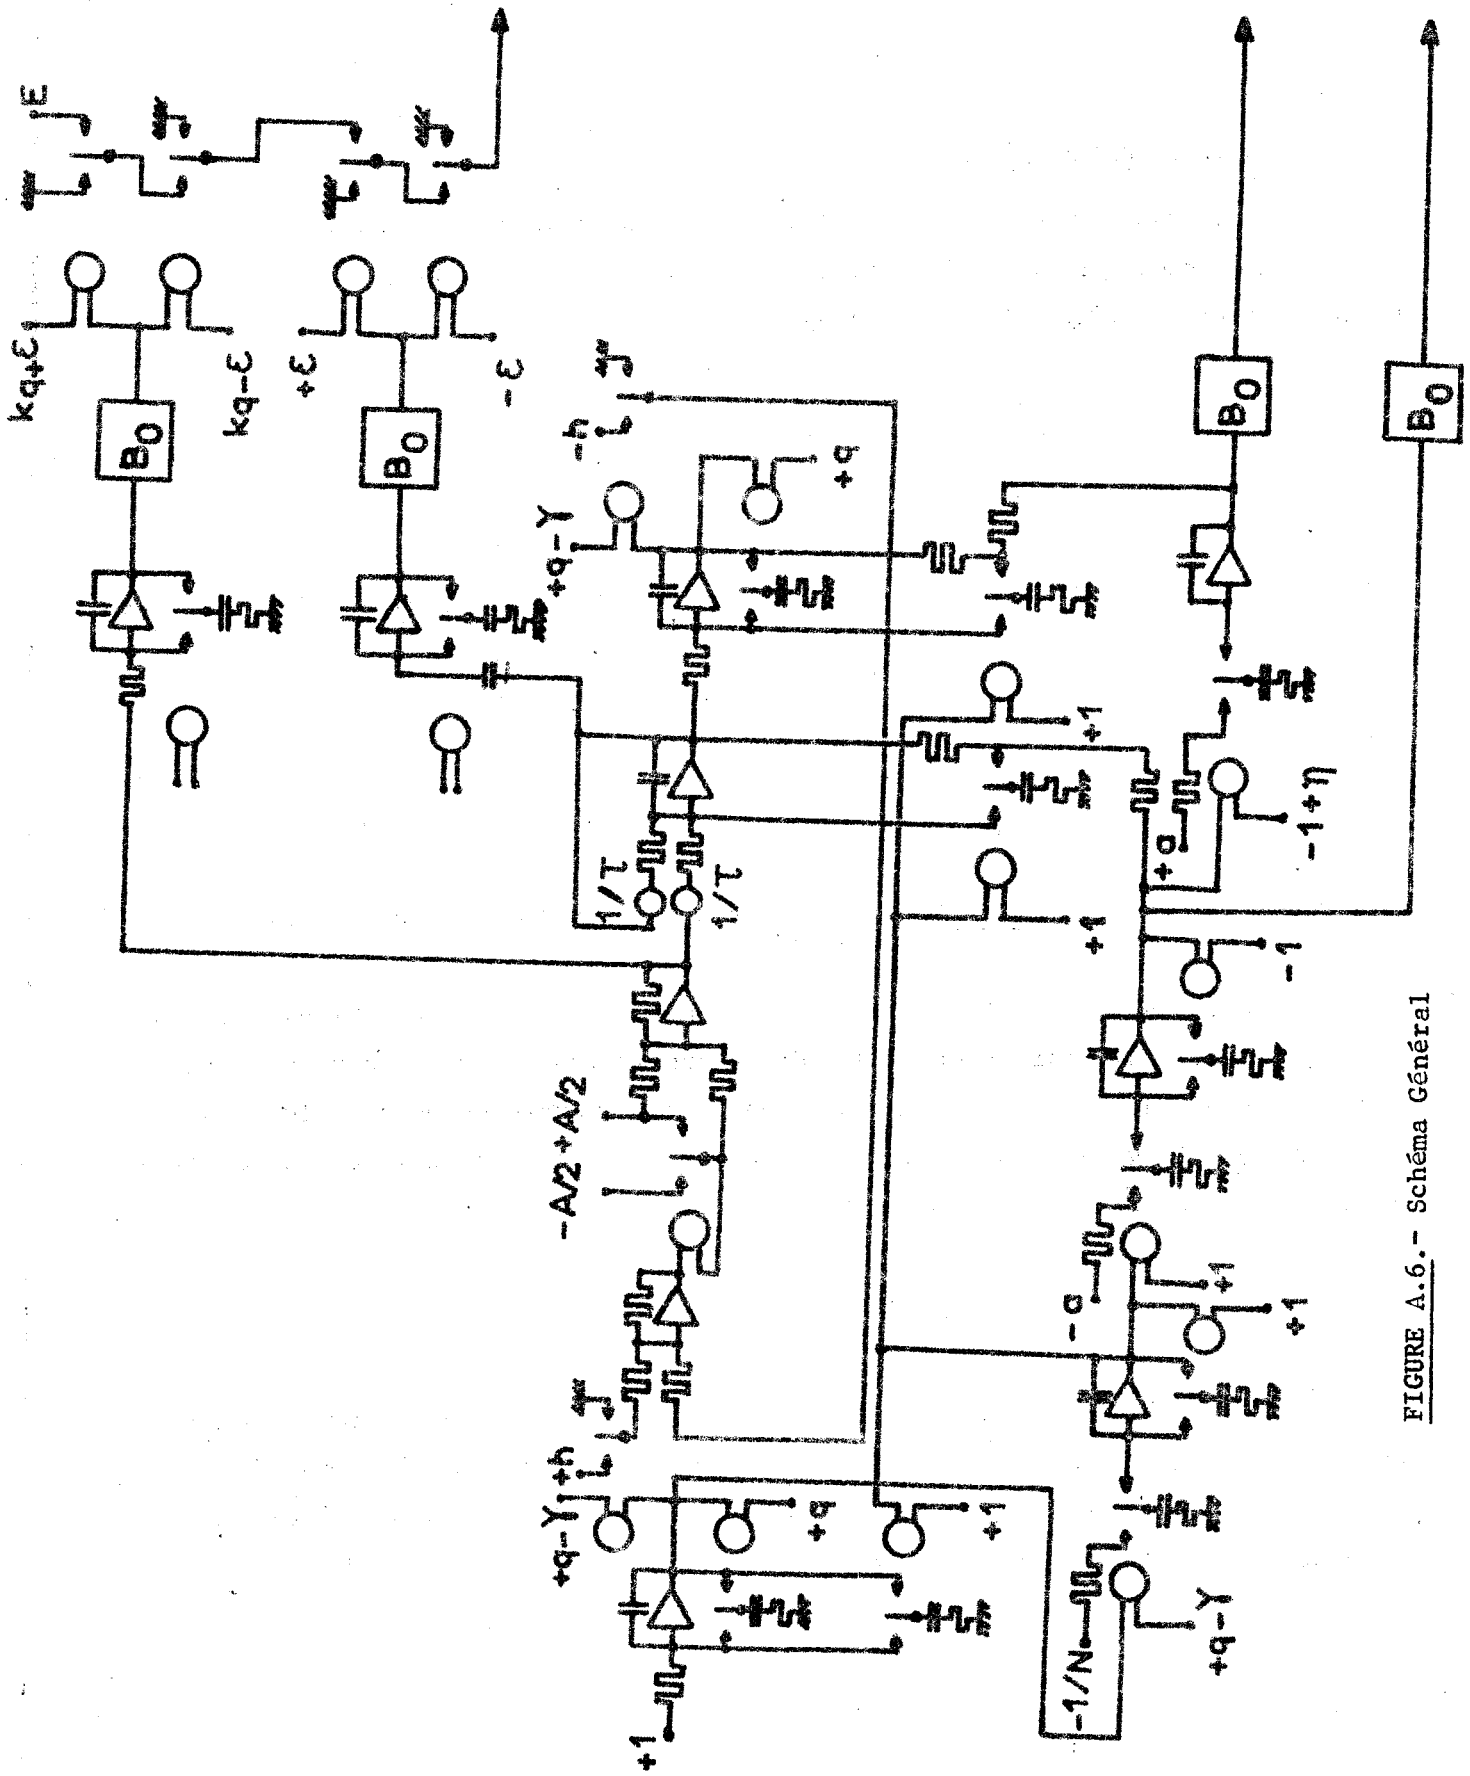 E
kq+Ɛ
B0
kq-Ɛ
+Ɛ
B0
-Ɛ
+q-γ
-h
+q
1/τ
1/τ
-A/2 +A/2
+q-γ
+h
+q
+1
+1
+1
+1
B0
B0
+a
-1+η
-1
-a
+1
+1
-1/N
+q-γ
FIGURE A.6.- Schéma Général